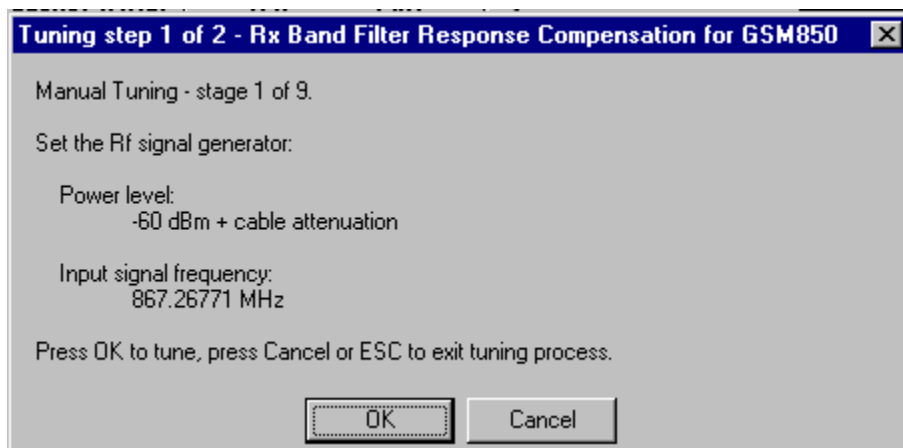 Tuning step 1 of 2 - Rx Band Filter Response Compensation for GSM850
Manual Tuning - stage 1 of 9.
Set the Rf signal generator:
Power level:
-60 dBm + cable attenuation
Input signal frequency:
867.26771 MHz
Press OK to tune, press Cancel or ESC to exit tuning process.
OK
Cancel